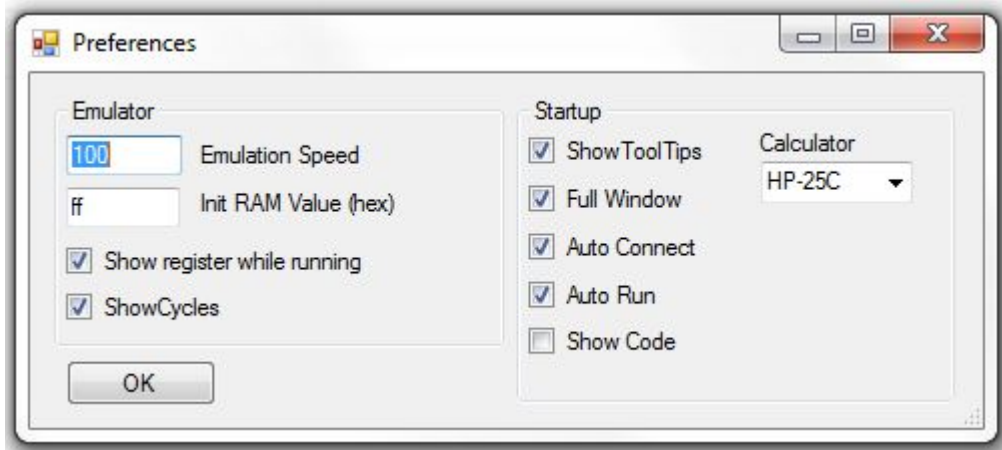 Preferences
Emulator
100 Emulation Speed
ff Init RAM Value (hex)
Show register while running
ShowCycles
OK
Startup
ShowToolTips
Full Window
Auto Connect
Auto Run
Show Code
Calculator
HP-25C